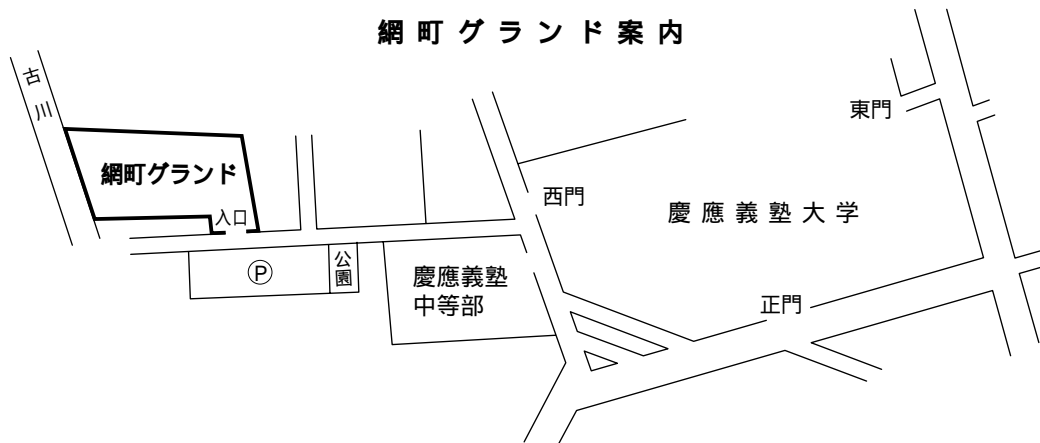 網町グランド案内
古川
東門
網町グランド
入口
西門
慶應義塾大学
Ⓟ
公園
慶應義塾
中等部
正門